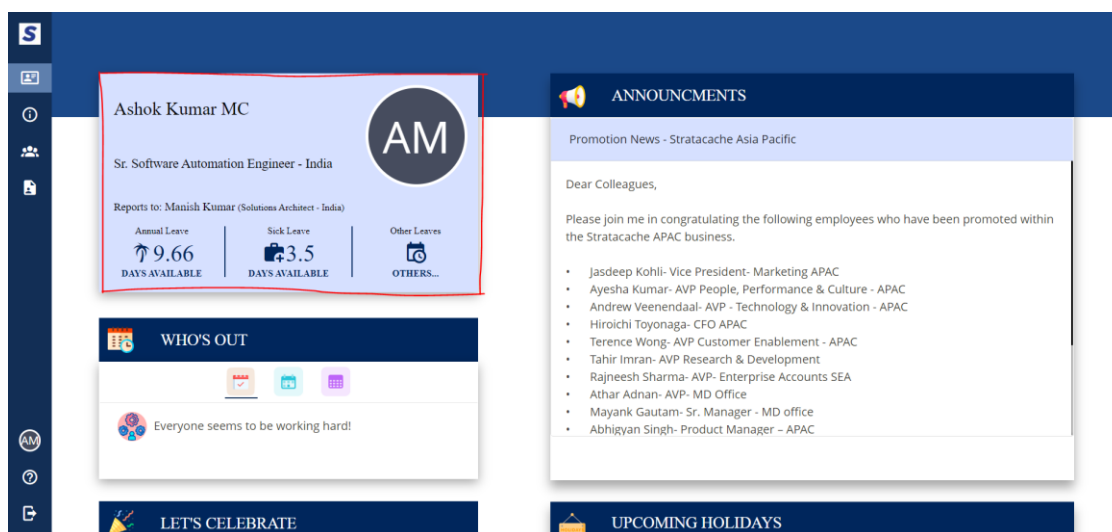 S
Ashok Kumar MC
AM
Sr. Software Automation Engineer - India
Reports to: Manish Kumar (Solutions Architect - India)
Annual Leave
9.66
DAYS AVAILABLE
Sick Leave
3.5
DAYS AVAILABLE
Other Leaves
OTHERS...
WHO'S OUT
Everyone seems to be working hard!
LET'S CELEBRATE
ANNOUNCMENTS
Promotion News - Stratacache Asia Pacific
Dear Colleagues,
Please join me in congratulating the following employees who have been promoted within
the Stratacache APAC business.
• Jasdeep Kohli- Vice President- Marketing APAC
• Ayesha Kumar- AVP People, Performance & Culture - APAC
• Andrew Veenendaal- AVP - Technology & Innovation - APAC
• Hiroichi Toyonaga- CFO APAC
• Terence Wong- AVP Customer Enablement - APAC
• Tahir Imran- AVP Research & Development
• Rajneesh Sharma- AVP- Enterprise Accounts SEA
• Athar Adnan- AVP- MD Office
• Mayank Gautam- Sr. Manager - MD office
• Abhigyan Singh- Product Manager – APAC
UPCOMING HOLIDAYS
AM